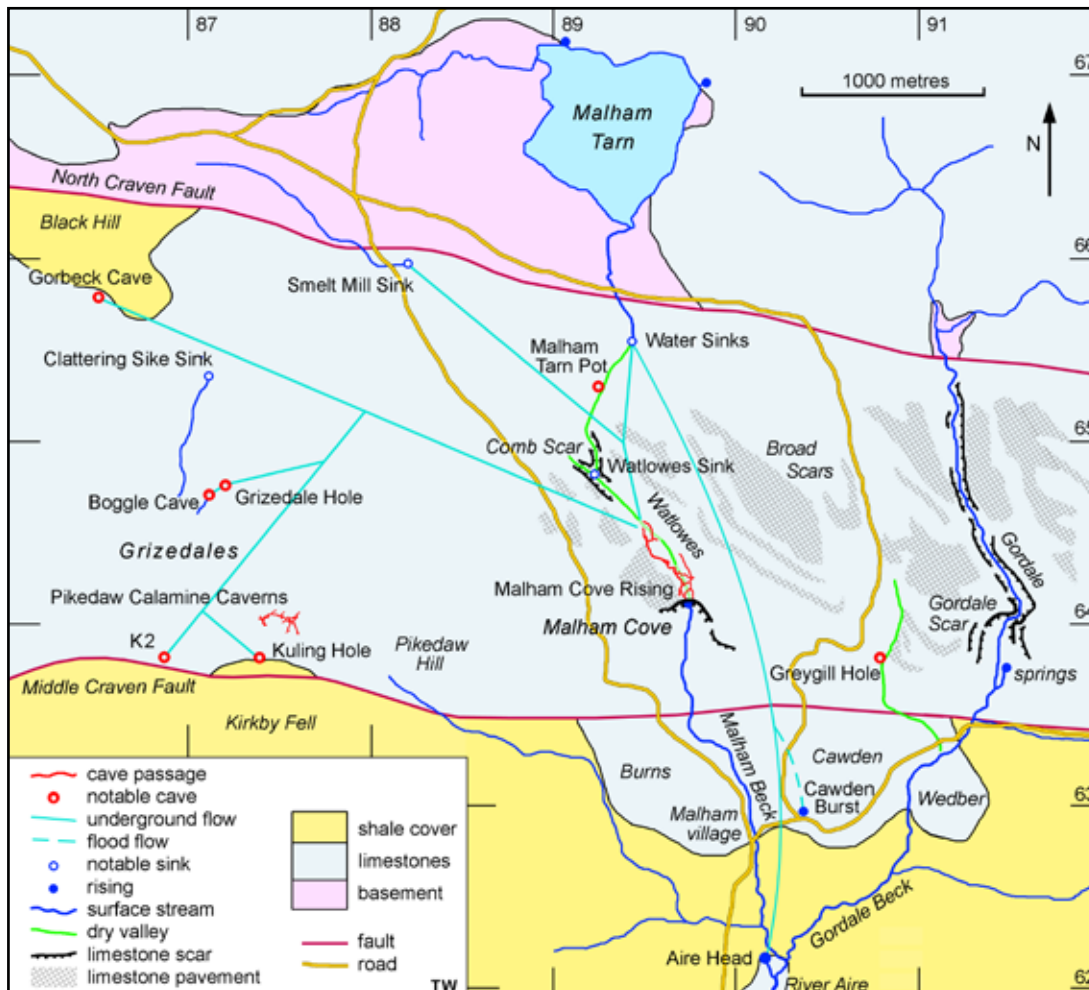 87
88
89
90
91
67
1000 metres
Malham
Tarn
N
North Craven Fault
Black Hill
66
Gorbeck Cave
Smelt Mill Sink
Water Sinks
Malham
Tarn Pot
Clattering Sike Sink
65
Comb Scar
Broad
Scars
Watlowes Sink
Boggle Cave
Grizedale Hole
Watlowes
Gordale
Grizedales
Malham Cove Rising
Pikedaw Calamine Caverns
Gordale
Scar
64
Malham Cove
K2
Kuling Hole
Pikedaw
Hill
Greygill Hole
springs
Middle Craven Fault
Kirkby Fell
Malham Beck
Burns
Cawden
Cawden
Burst
Wedber
63
Malham
village
cave passage
notable cave
underground flow
flood flow
notable sink
rising
surface stream
dry valley
limestone scar
limestone pavement
shale cover
limestones
basement
fault
road
TW
Gordale Beck
Aire Head
River Aire
62